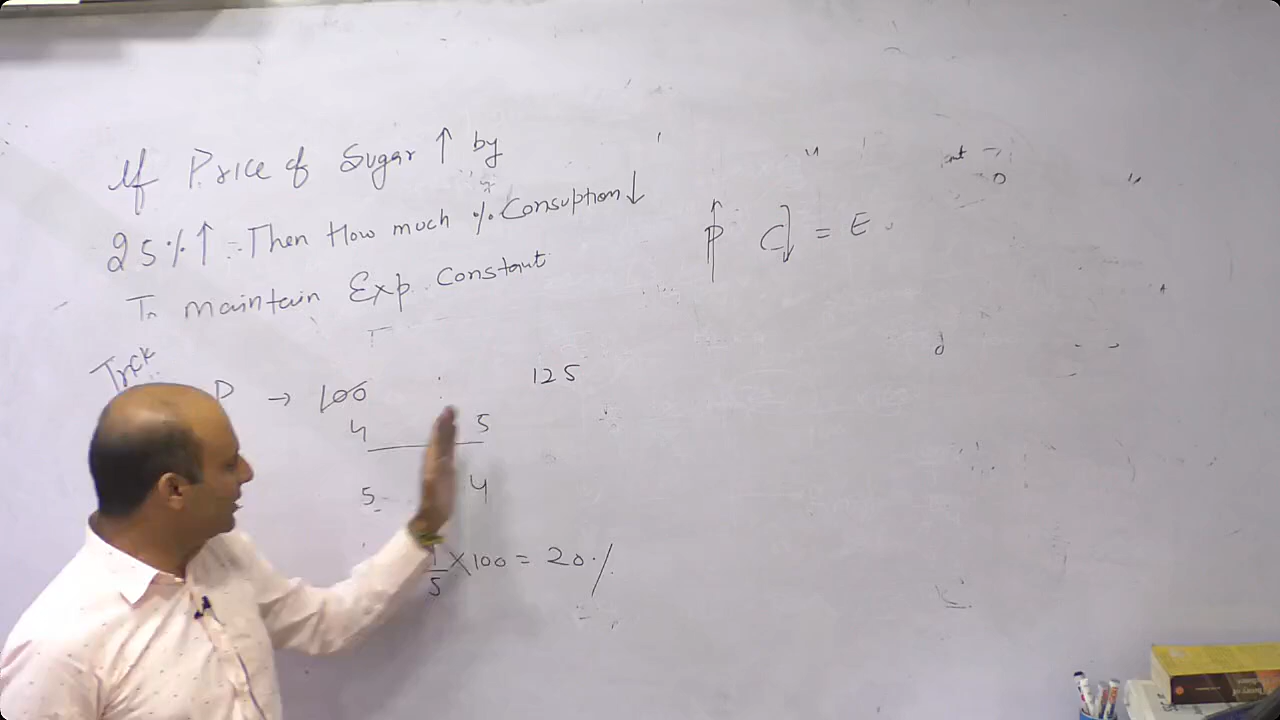 If Price of Sugar ↑ by
25%↑ Then How much % Consuption↓
To maintain Exp. Constant
P↑ C↓ = E
Trck
P → 100 125
4 5
5 4
1/5 × 100 = 20%